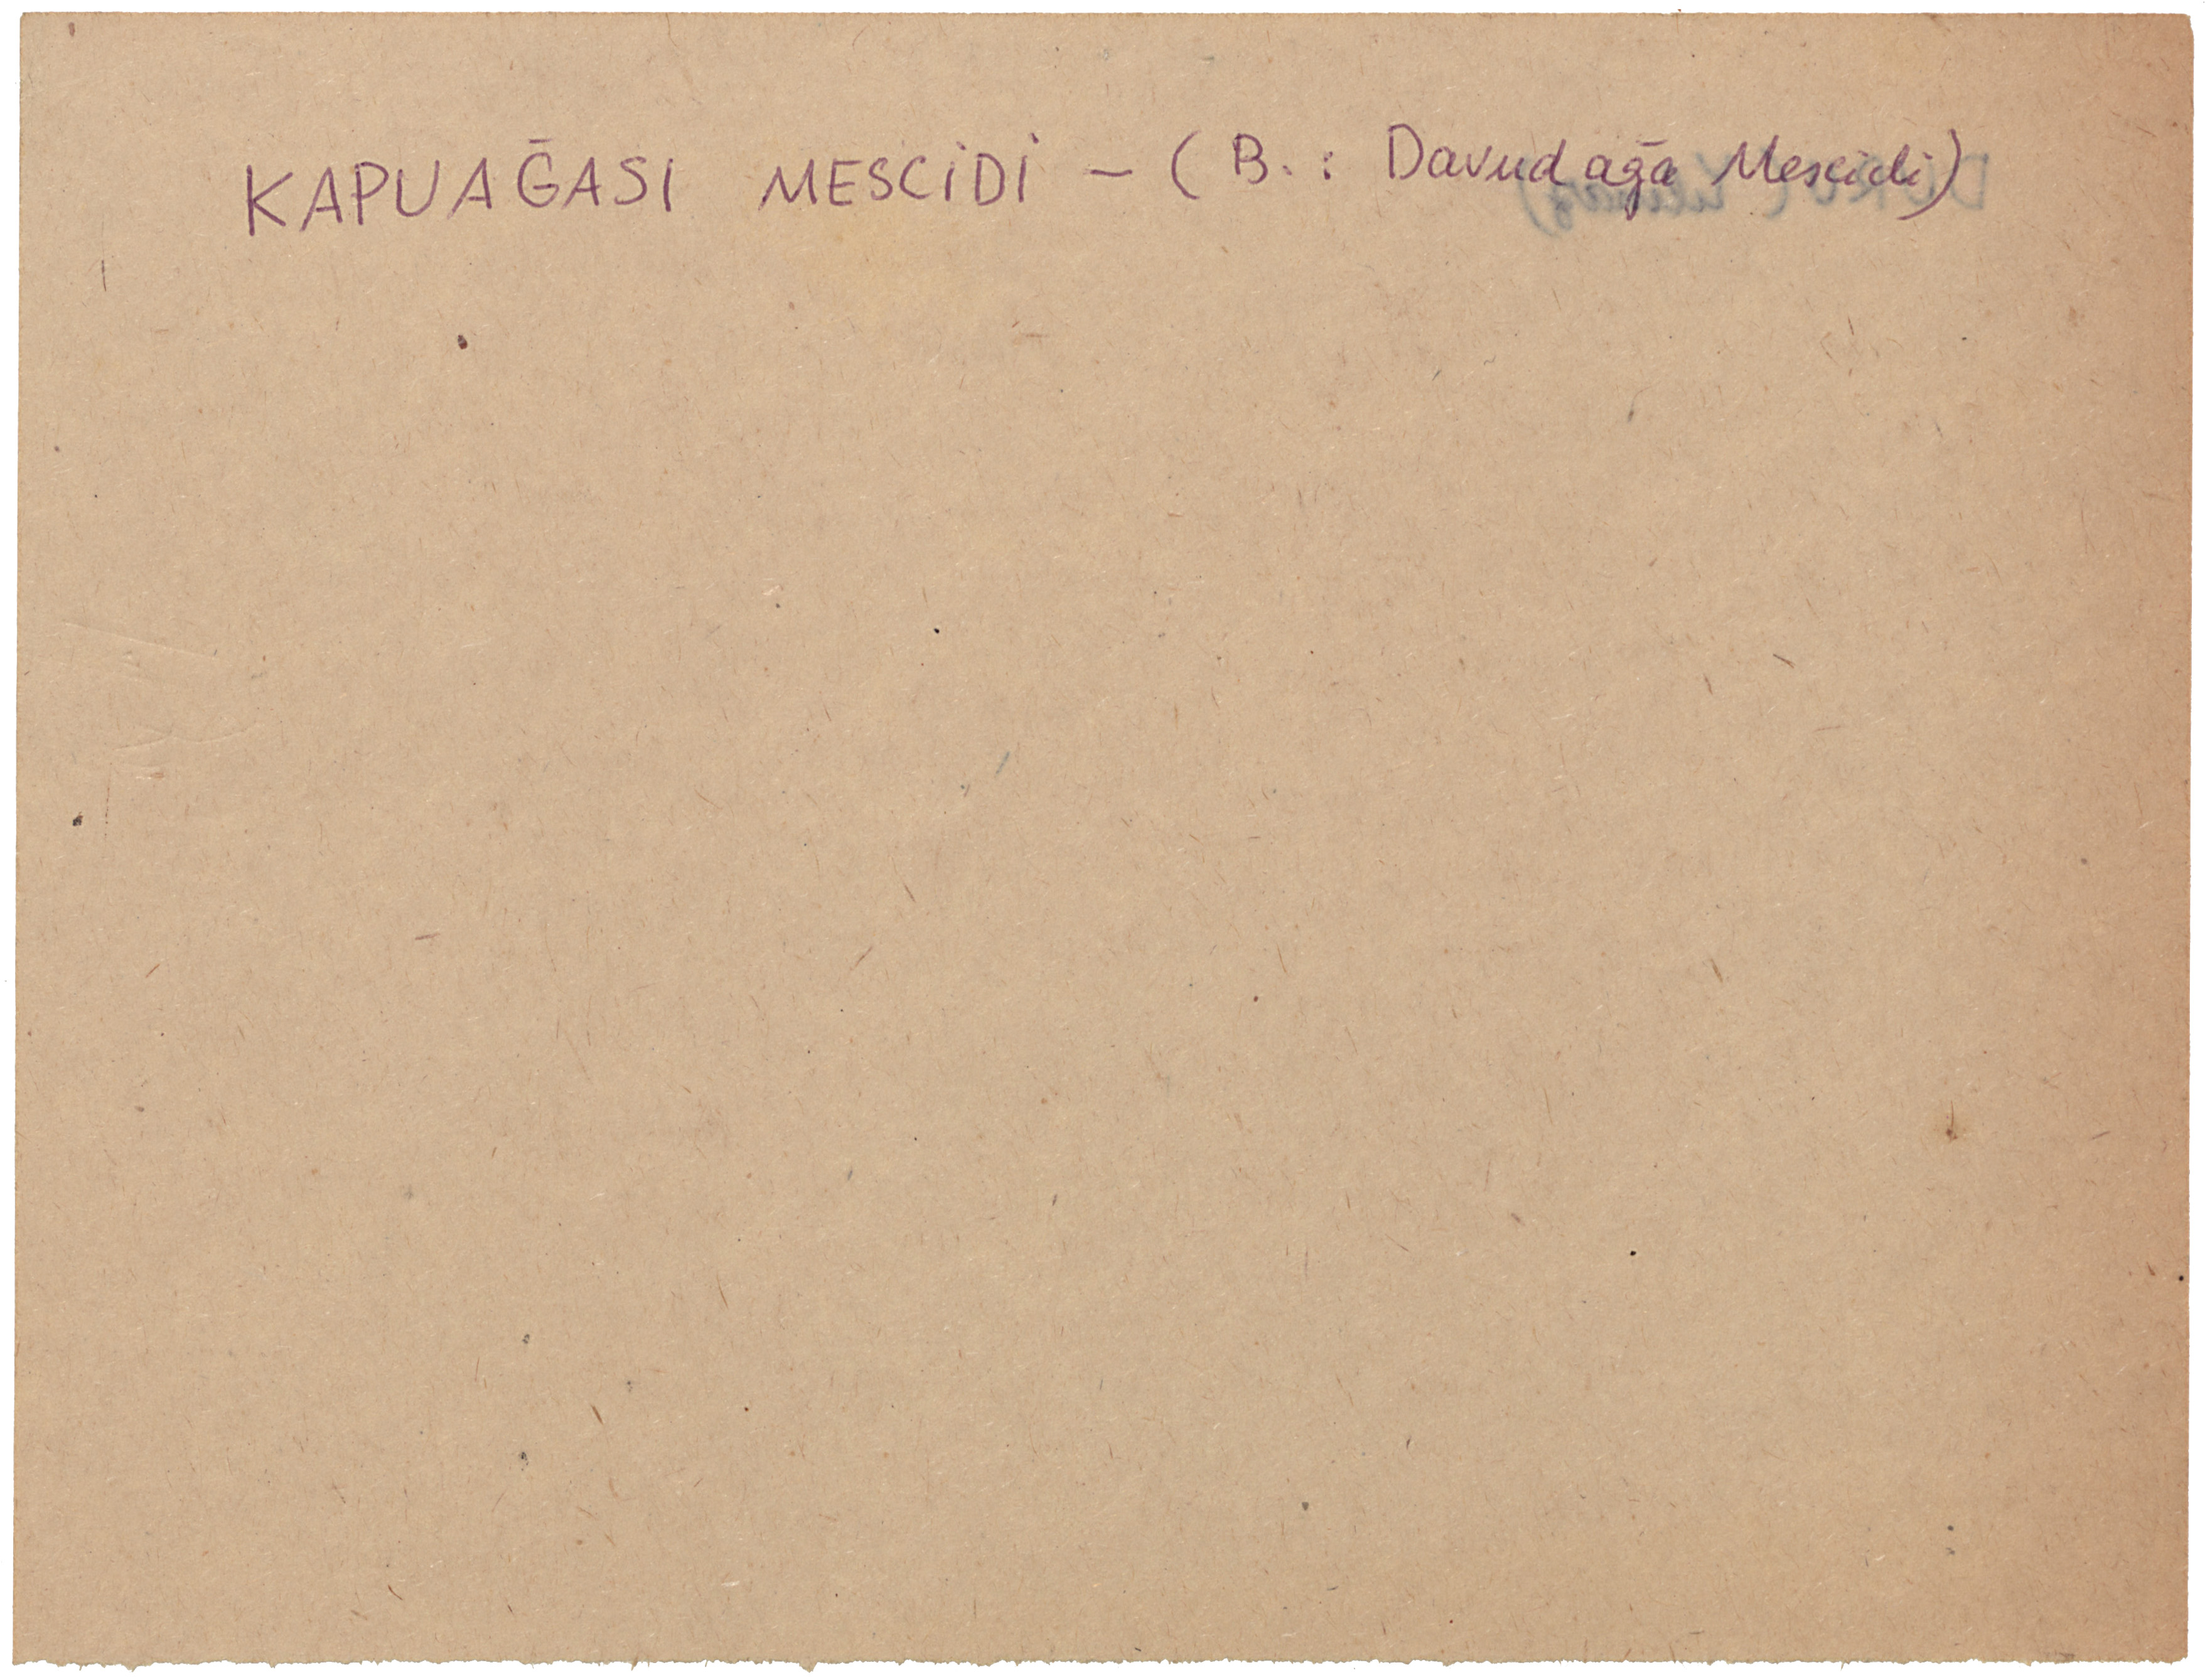 KAPUAĞASI MESCİDİ – (B. : Davudağa Mescidi)